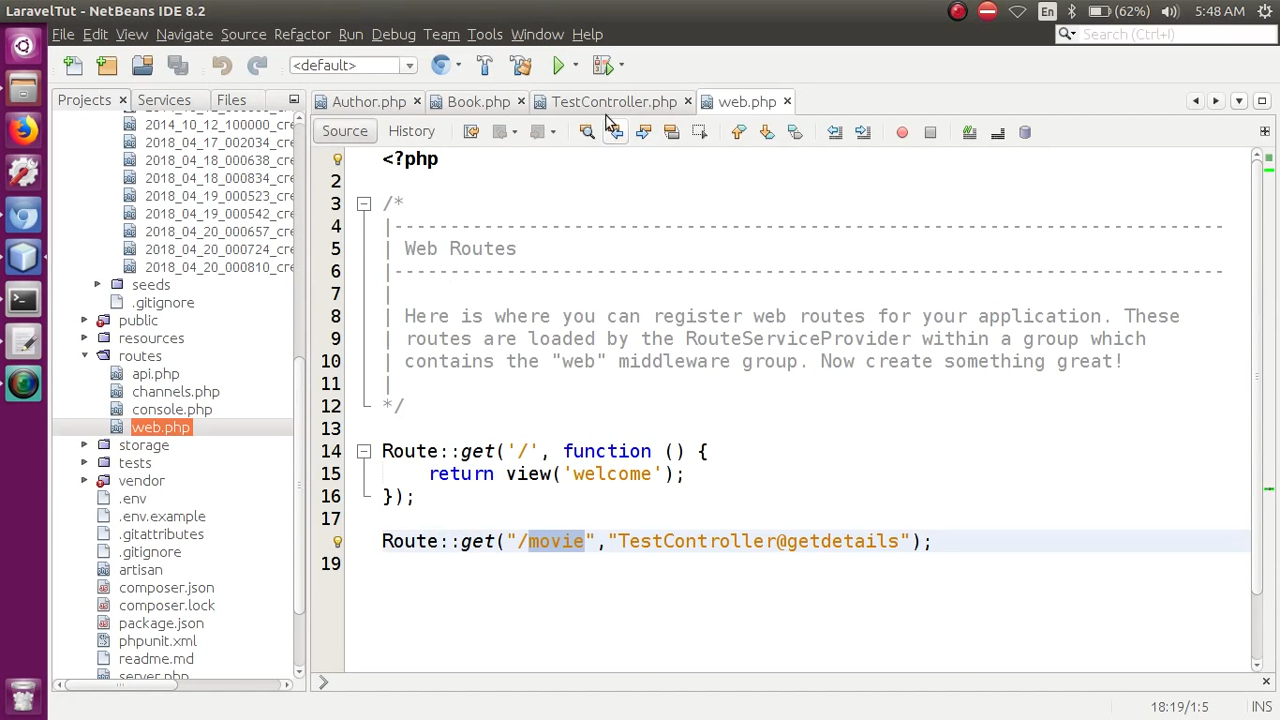 LaravelTut - NetBeans IDE 8.2
En
(62%)
5:48 AM
File Edit View Navigate Source Refactor Run Debug Team Tools Window Help
Search (Ctrl+I)
<default>
Projects Services Files
Author.php Book.php TestController.php web.php
Source History
2014_10_12_100000_cre
2018_04_17_002034_cre
2018_04_18_000638_cre
2018_04_18_000834_cre
2018_04_19_000523_cre
2018_04_19_000542_cre
2018_04_20_000657_cre
2018_04_20_000724_cre
2018_04_20_000810_cre
seeds
.gitignore
public
resources
routes
api.php
channels.php
console.php
web.php
storage
tests
vendor
.env
.env.example
.gitattributes
.gitignore
artisan
composer.json
composer.lock
package.json
phpunit.xml
readme.md
server.php
<?php
2
3 /*
4 |--------------------------------------------------------------------------
5 | Web Routes
6 |--------------------------------------------------------------------------
7 |
8 | Here is where you can register web routes for your application. These
9 | routes are loaded by the RouteServiceProvider within a group which
10 | contains the "web" middleware group. Now create something great!
11 |
12 */
13
14 Route::get('/', function () {
15 return view('welcome');
16 });
17
Route::get("/movie","TestController@getdetails");
19
18:19/1:5
INS